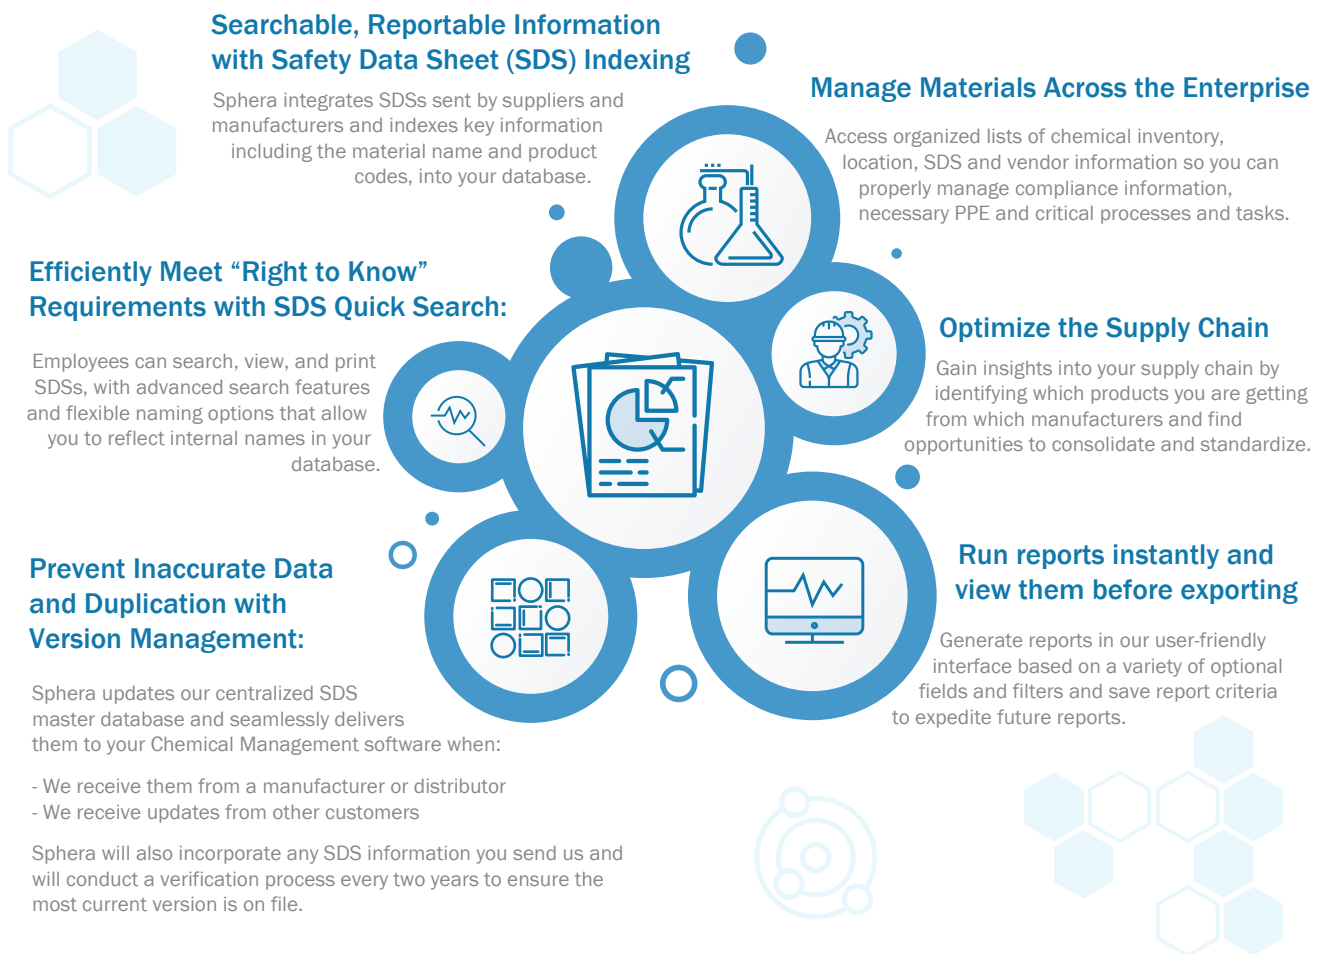 Searchable, Reportable Information
with Safety Data Sheet (SDS) Indexing
Sphera integrates SDSs sent by suppliers and
manufacturers and indexes key information
including the material name and product
codes, into your database.
Manage Materials Across the Enterprise
Access organized lists of chemical inventory,
location, SDS and vendor information so you can
properly manage compliance information,
necessary PPE and critical processes and tasks.
Efficiently Meet “Right to Know”
Requirements with SDS Quick Search:
Employees can search, view, and print
SDSs, with advanced search features
and flexible naming options that allow
you to reflect internal names in your
database.
Optimize the Supply Chain
Gain insights into your supply chain by
identifying which products you are getting
from which manufacturers and find
opportunities to consolidate and standardize.
Prevent Inaccurate Data
and Duplication with
Version Management:
Sphera updates our centralized SDS
master database and seamlessly delivers
them to your Chemical Management software when:
- We receive them from a manufacturer or distributor
- We receive updates from other customers
Sphera will also incorporate any SDS information you send us and
will conduct a verification process every two years to ensure the
most current version is on file.
Run reports instantly and
view them before exporting
Generate reports in our user-friendly
interface based on a variety of optional
fields and filters and save report criteria
to expedite future reports.